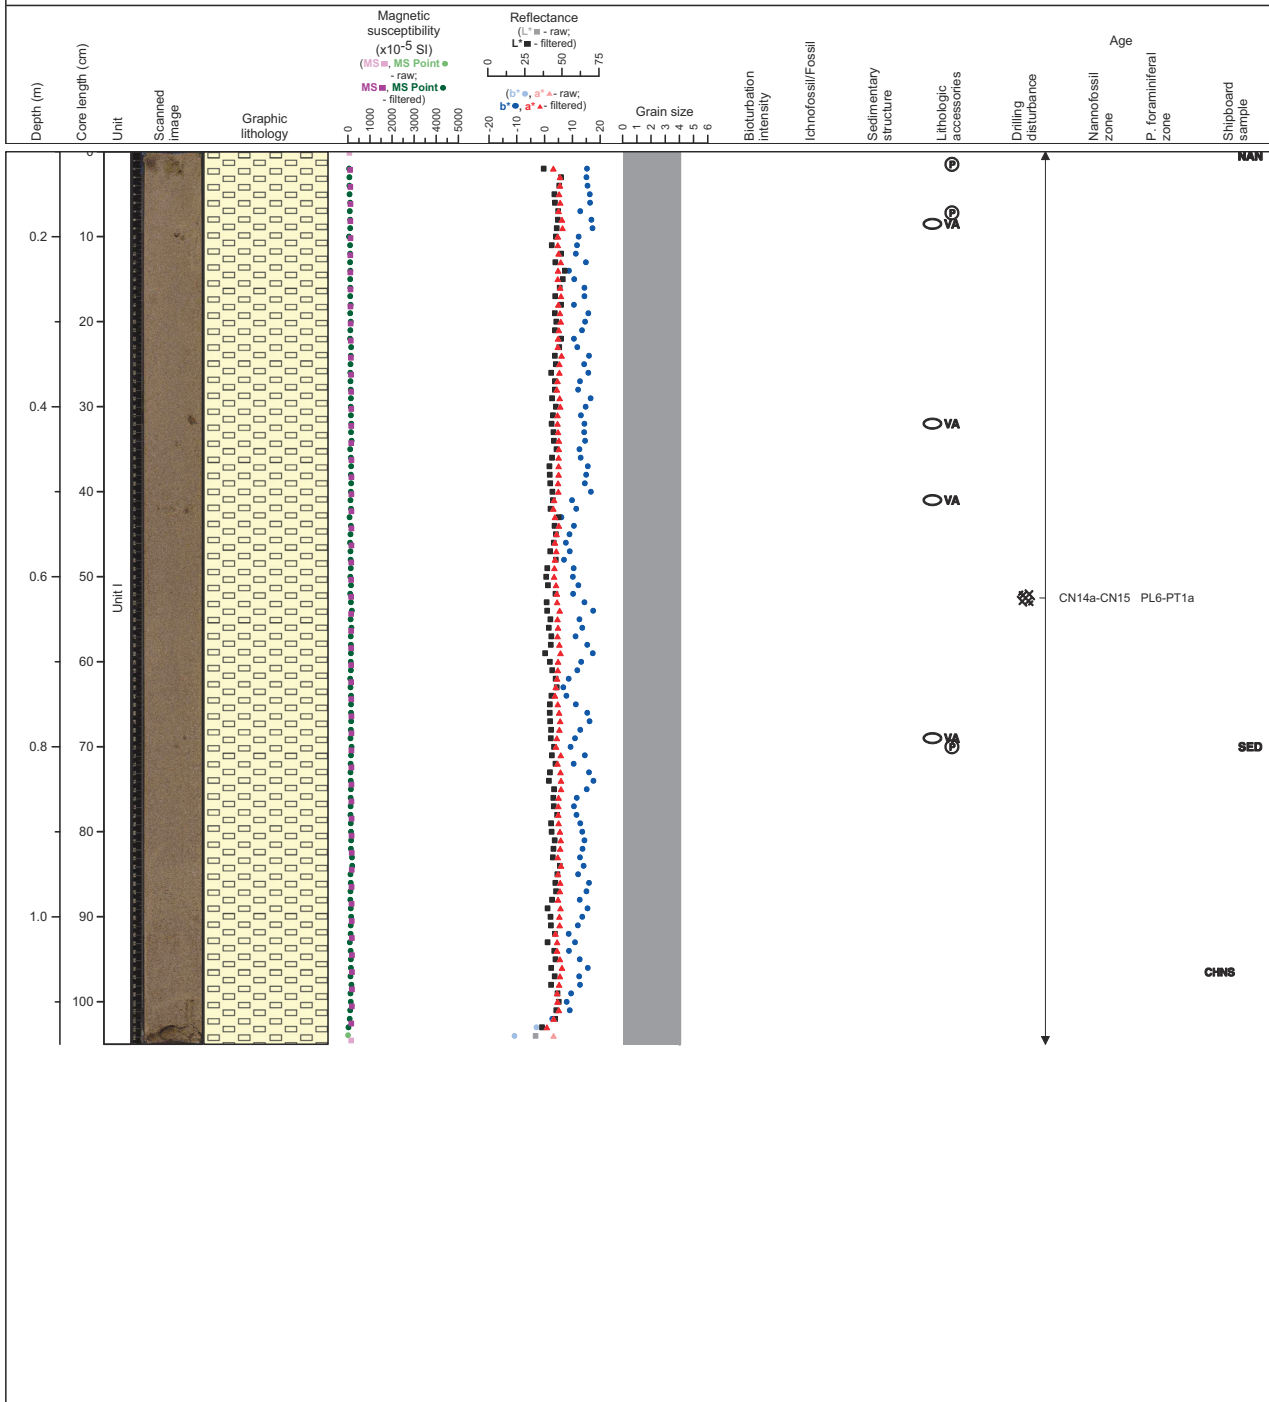 Depth (m)
Core length (cm)
Unit
Scanned
image
Graphic
lithology
Magnetic
susceptibility
(x10-5 SI)
(MS■, MS Point●
- raw;
MS■, MS Point●
- filtered)
0
1000
2000
3000
4000
5000
Reflectance
(L*■ - raw;
L*■ - filtered)
0
25
50
75
(b*●, a*▲ - raw;
b*●, a*▲ - filtered)
-20
-10
0
10
20
Grain size
0
1
2
3
4
5
6
Bioturbation
intensity
Ichnofossil/Fossil
Sedimentary
structure
Lithologic
accessories
Drilling
disturbance
Age
Nannofossil
zone
P. foraminiferal
zone
Shipboard
sample
0
NAN
P
P
VA
0.2
10
20
0.4
30
VA
40
VA
0.6
50
Unit I
CN14a-CN15 PL6-PT1a
60
VA
0.8
70
P
SED
80
1.0
90
CHNS
100